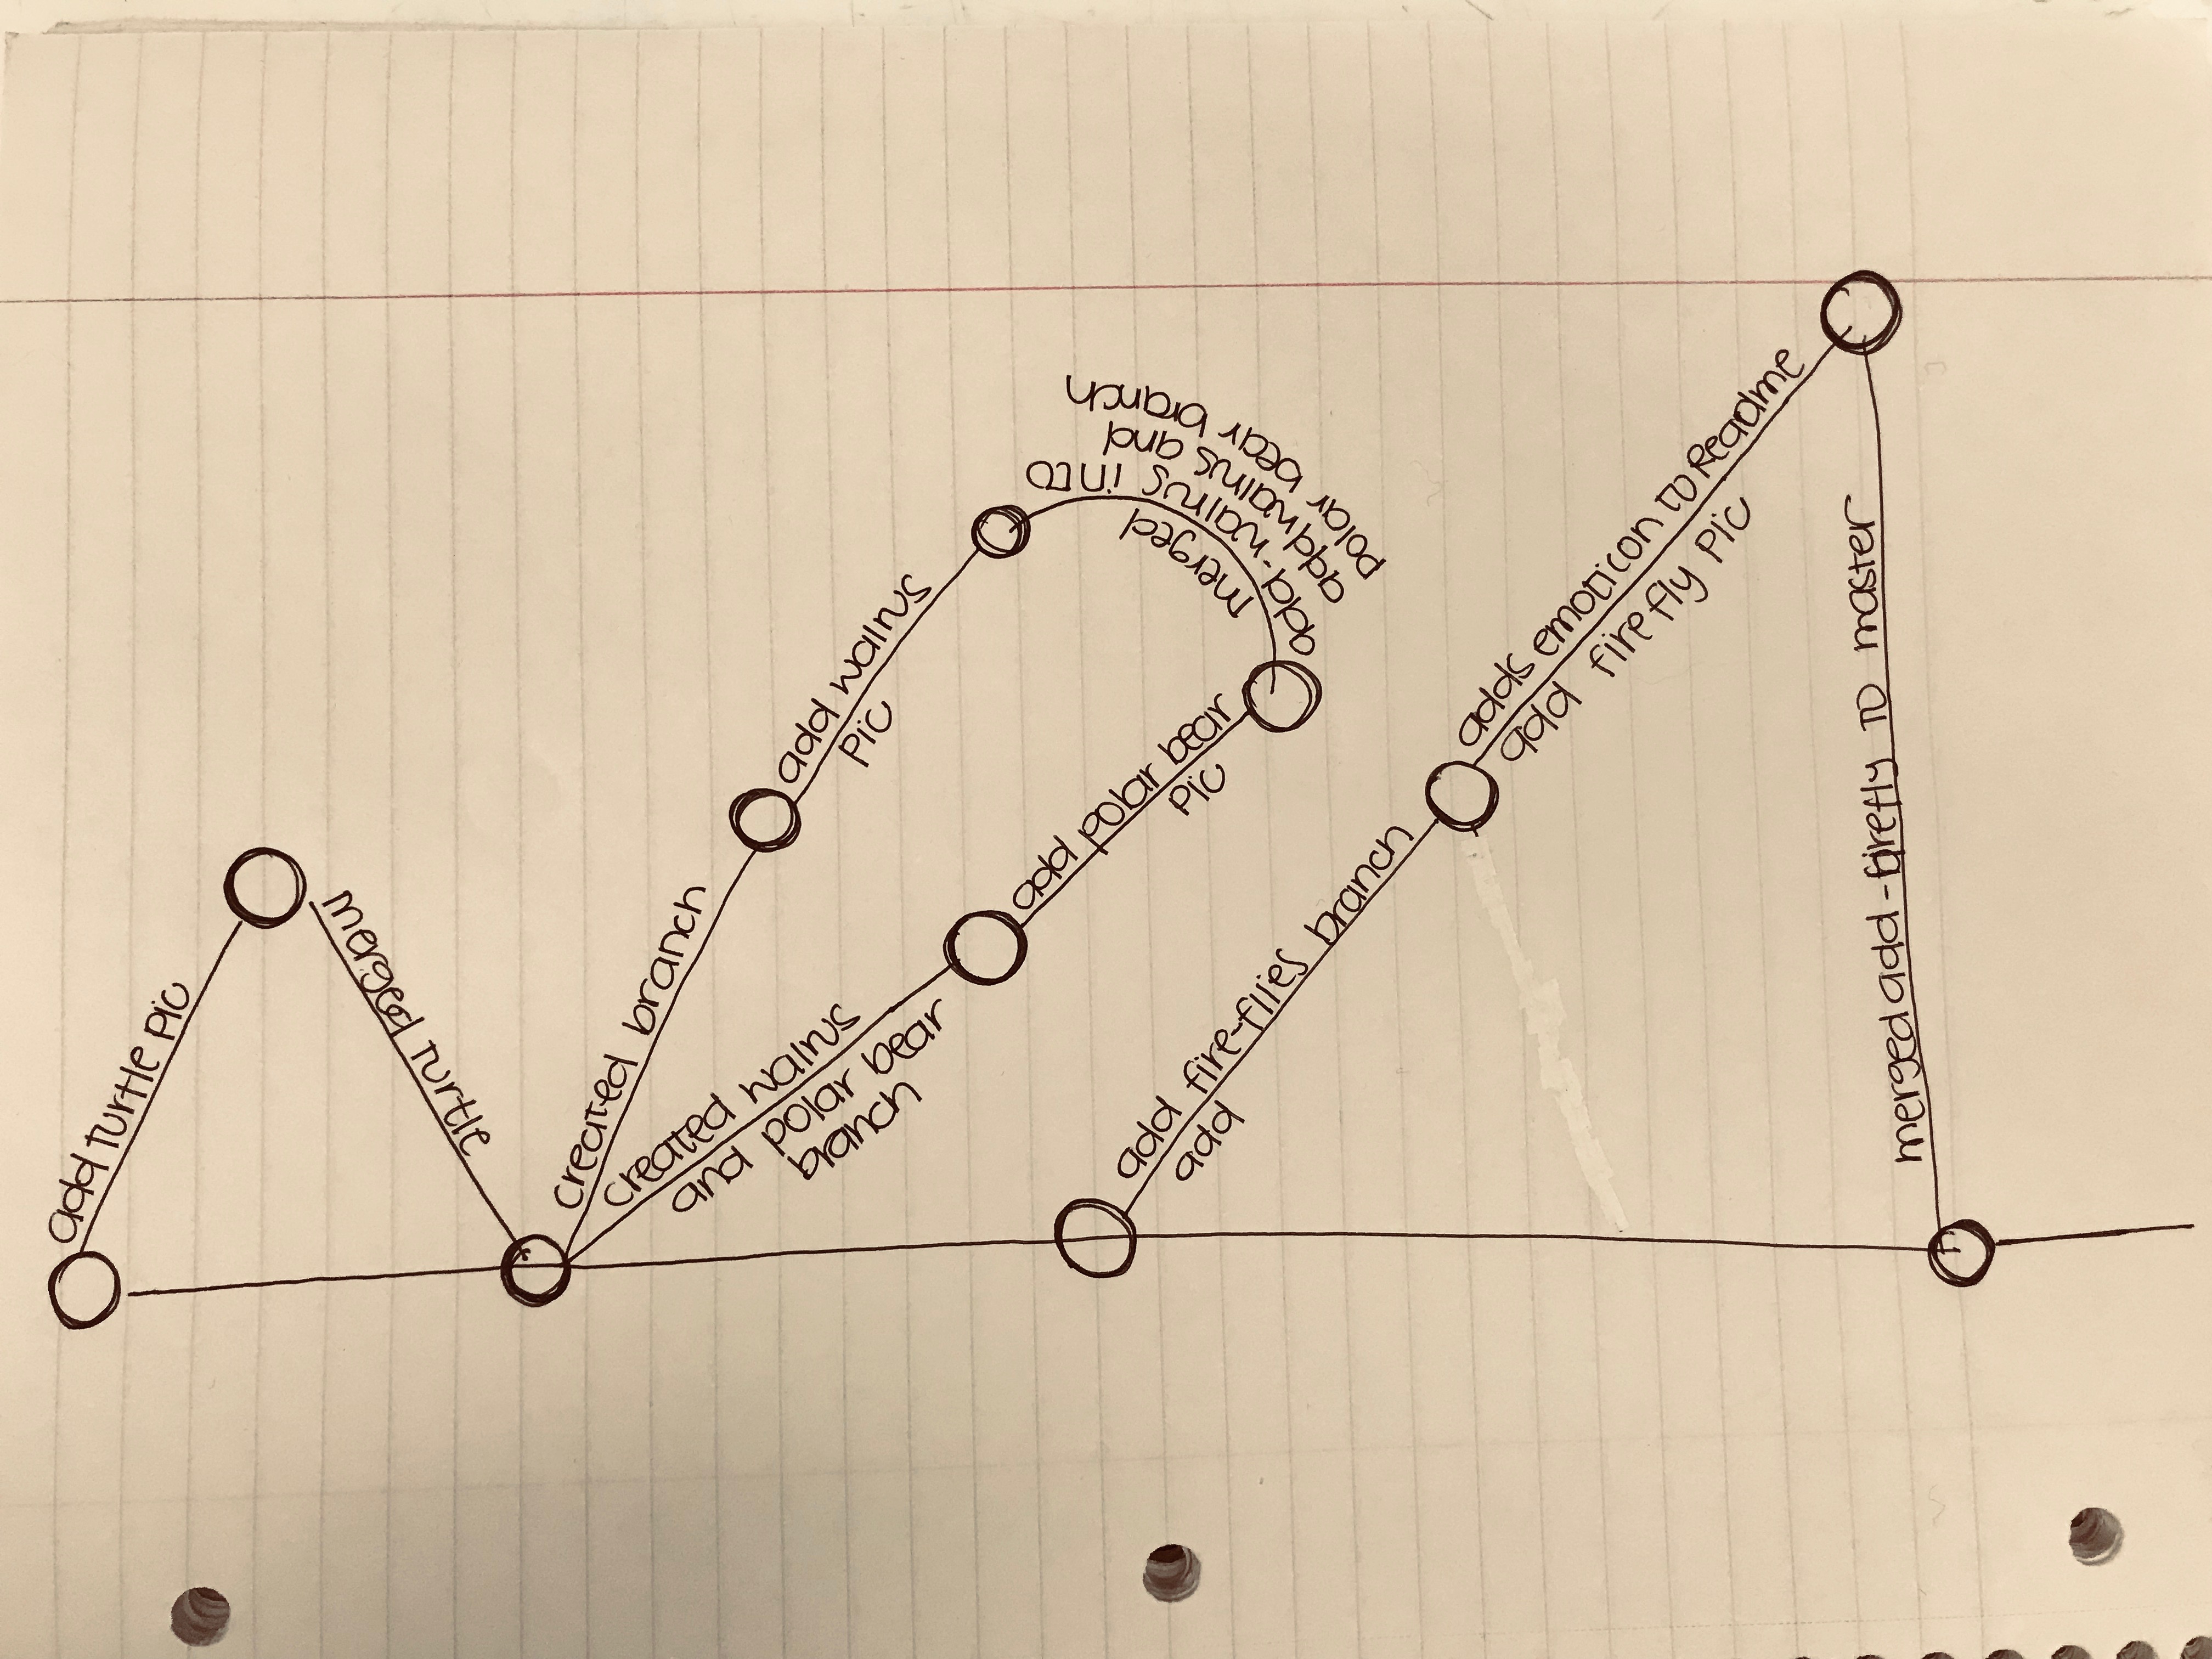 add turtle pic
merged turtle
created branch
add walrus
pic
created walrus
and polar bear
branch
add polar bear
pic
merged
add-walrus into
add walrus and
polar bear branch
add fire-flies branch
add
adds emoticon to Readme
add firefly pic
merged add-firefly to master